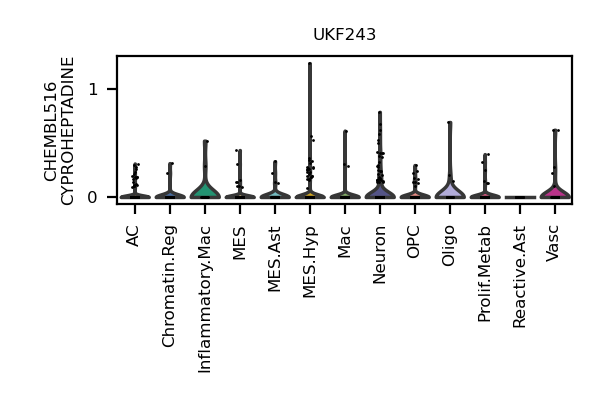 UKF243
CHEMBL516
CYPROHEPTADINE
1
0
AC
Chromatin.Reg
Inflammatory.Mac
MES
MES.Ast
MES.Hyp
Mac
Neuron
OPC
Oligo
Prolif.Metab
Reactive.Ast
Vasc